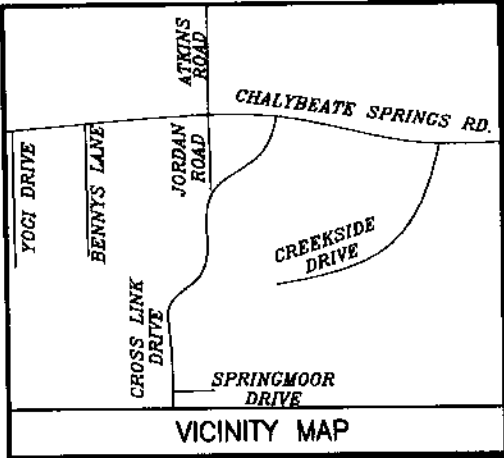 ATKINS
ROAD
CHALYBEATE SPRINGS RD.
YOGI DRIVE
BENNYS LANE
JORDAN
ROAD
CREEKSIDE
DRIVE
CROSS LINK
DRIVE
SPRINGMOOR
DRIVE
VICINITY MAP